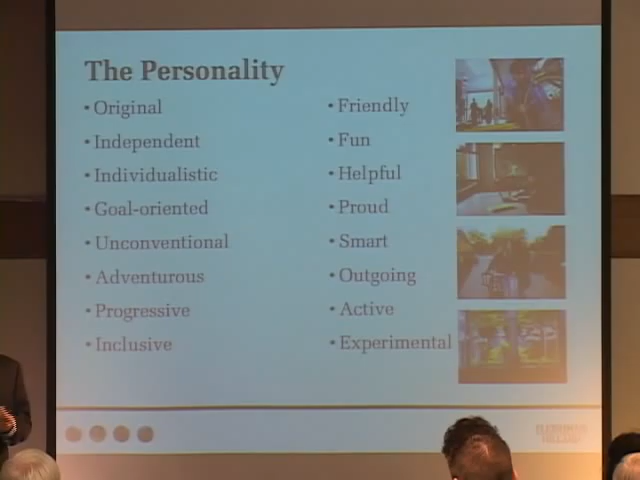 The Personality
• Original
• Independent
• Individualistic
• Goal-oriented
• Unconventional
• Adventurous
• Progressive
• Inclusive
• Friendly
• Fun
• Helpful
• Proud
• Smart
• Outgoing
• Active
• Experimental